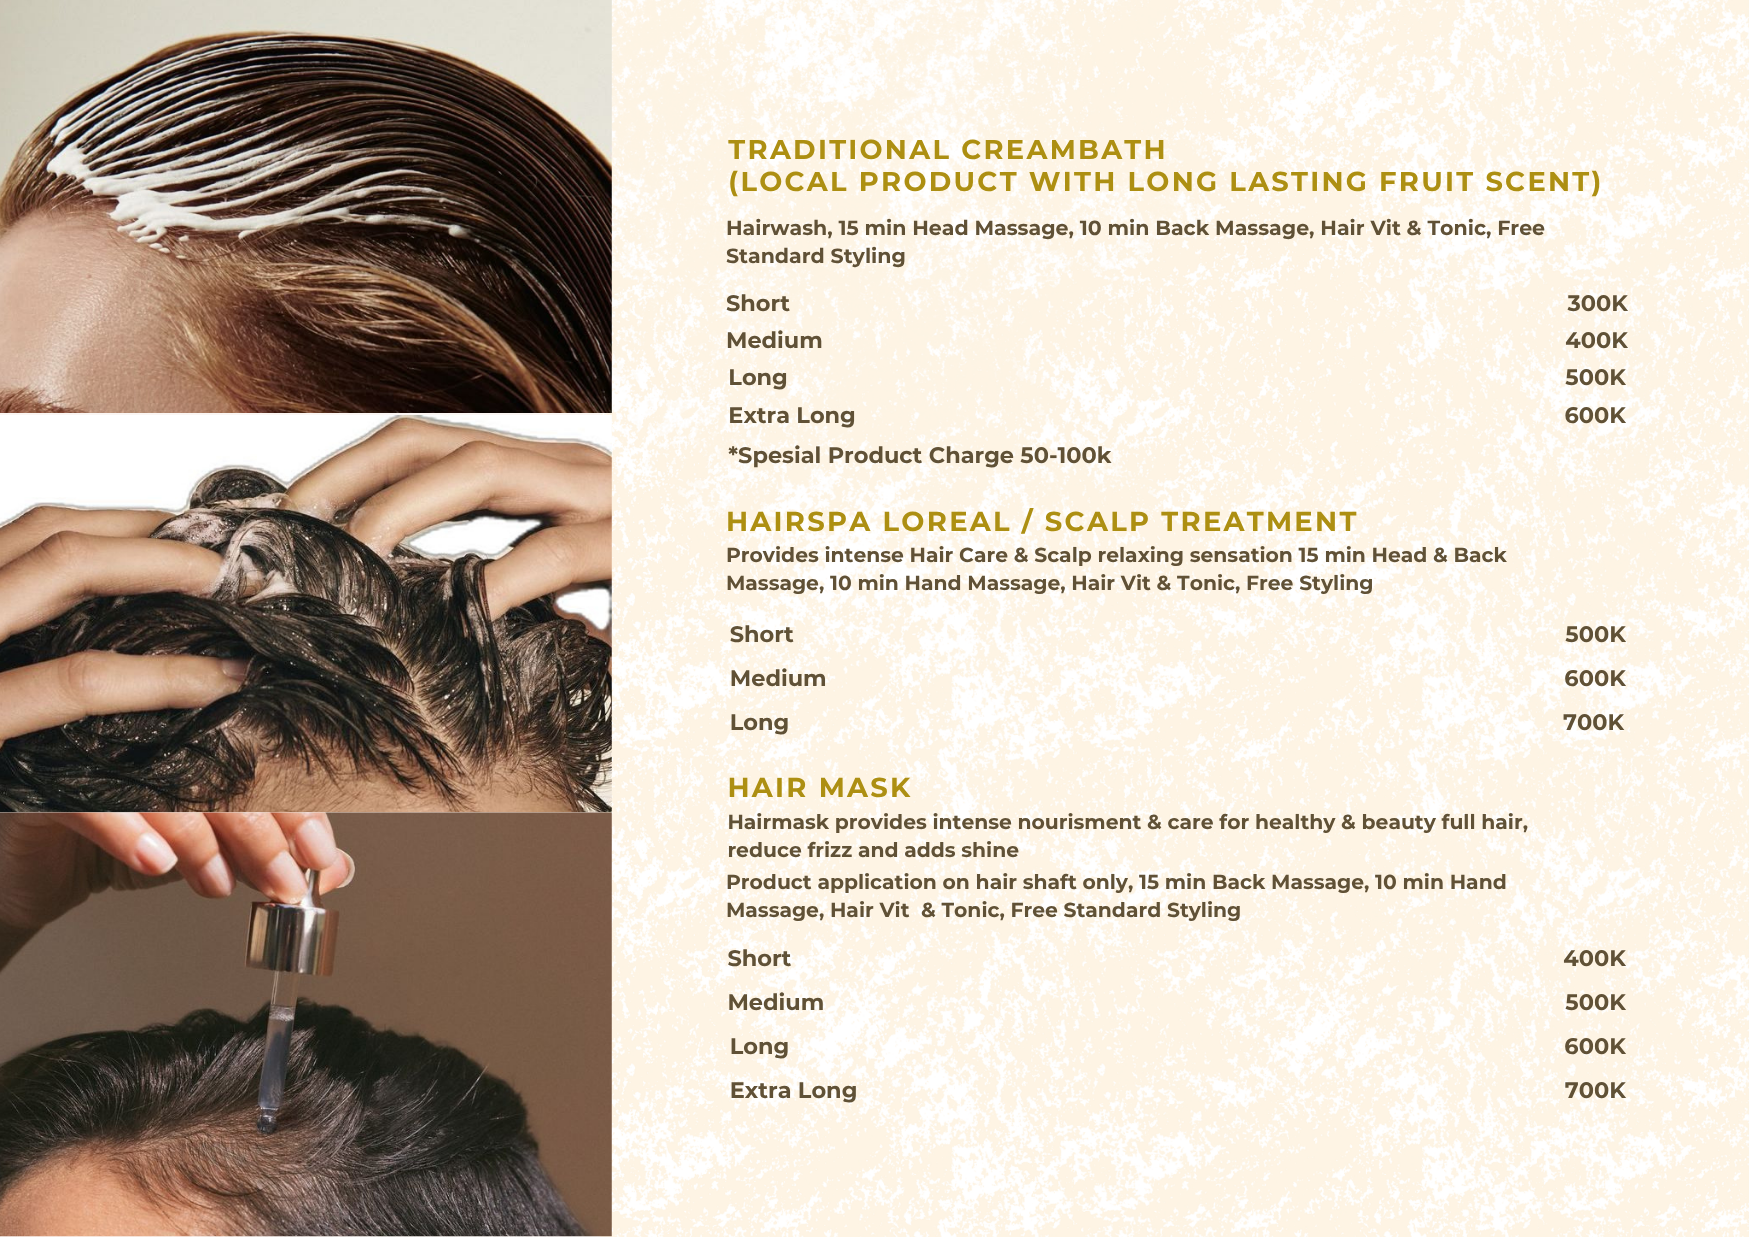 TRADITIONAL CREAMBATH
(LOCAL PRODUCT WITH LONG LASTING FRUIT SCENT)
Hairwash, 15 min Head Massage, 10 min Back Massage, Hair Vit & Tonic, Free
Standard Styling
Short 300K
Medium 400K
Long 500K
Extra Long 600K
*Spesial Product Charge 50-100k
HAIRSPA LOREAL / SCALP TREATMENT
Provides intense Hair Care & Scalp relaxing sensation 15 min Head & Back
Massage, 10 min Hand Massage, Hair Vit & Tonic, Free Styling
Short 500K
Medium 600K
Long 700K
HAIR MASK
Hairmask provides intense nourisment & care for healthy & beauty full hair,
reduce frizz and adds shine
Product application on hair shaft only, 15 min Back Massage, 10 min Hand
Massage, Hair Vit  & Tonic, Free Standard Styling
Short 400K
Medium 500K
Long 600K
Extra Long 700K